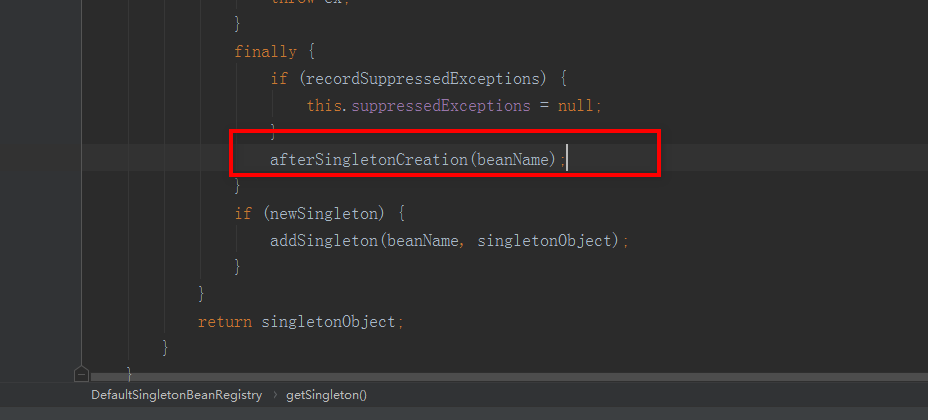 throw ex;
}
finally {
if (recordSuppressedExceptions) {
this.suppressedExceptions = null;
}
afterSingletonCreation(beanName);
}
if (newSingleton) {
addSingleton(beanName, singletonObject);
}
}
return singletonObject;
}
}
DefaultSingletonBeanRegistry › getSingleton()